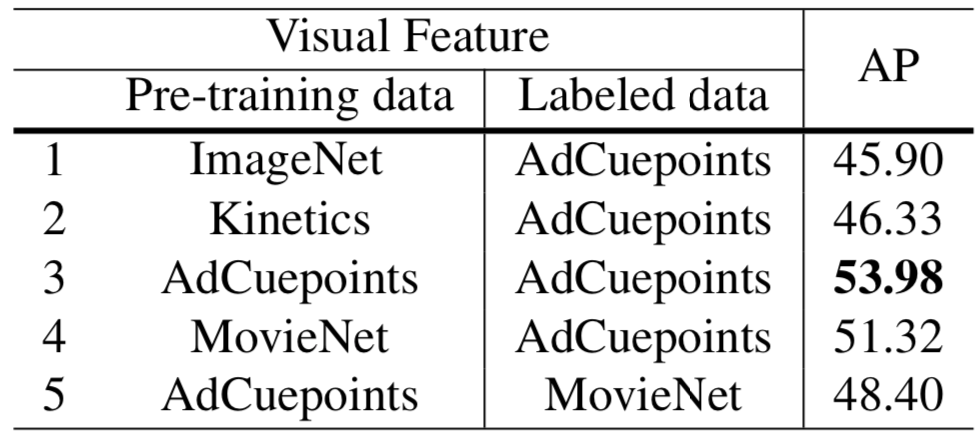 Visual Feature AP
Pre-training data Labeled data
1 ImageNet AdCuepoints 45.90
2 Kinetics AdCuepoints 46.33
3 AdCuepoints AdCuepoints 53.98
4 MovieNet AdCuepoints 51.32
5 AdCuepoints MovieNet 48.40